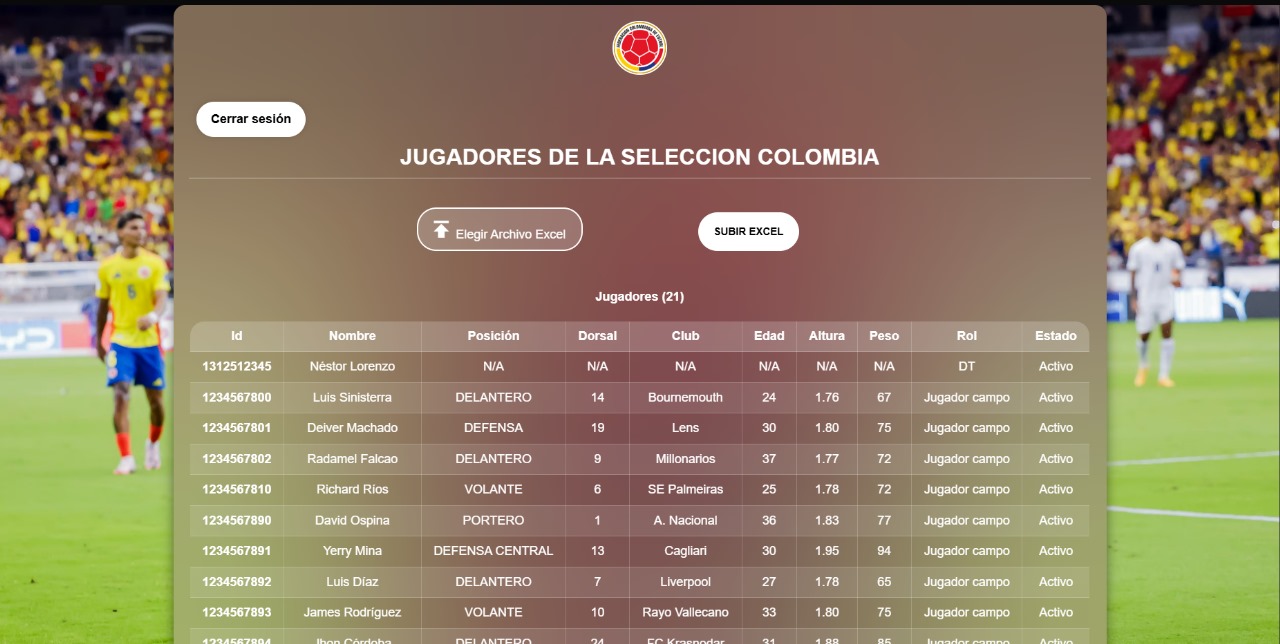 Cerrar sesión
JUGADORES DE LA SELECCION COLOMBIA
Elegir Archivo Excel SUBIR EXCEL
Jugadores (21)
Id Nombre Posición Dorsal Club Edad Altura Peso Rol Estado
1312512345 Néstor Lorenzo N/A N/A N/A N/A N/A N/A DT Activo
1234567800 Luis Sinisterra DELANTERO 14 Bournemouth 24 1.76 67 Jugador campo Activo
1234567801 Deiver Machado DEFENSA 19 Lens 30 1.80 75 Jugador campo Activo
1234567802 Radamel Falcao DELANTERO 9 Millonarios 37 1.77 72 Jugador campo Activo
1234567810 Richard Ríos VOLANTE 6 SE Palmeiras 25 1.78 72 Jugador campo Activo
1234567890 David Ospina PORTERO 1 A. Nacional 36 1.83 77 Jugador campo Activo
1234567891 Yerry Mina DEFENSA CENTRAL 13 Cagliari 30 1.95 94 Jugador campo Activo
1234567892 Luis Díaz DELANTERO 7 Liverpool 27 1.78 65 Jugador campo Activo
1234567893 James Rodríguez VOLANTE 10 Rayo Vallecano 33 1.80 75 Jugador campo Activo
1234567894 Jhon Córdoba DELANTERO 24 FC Krasnodar 31 1.88 85 Jugador campo Activo